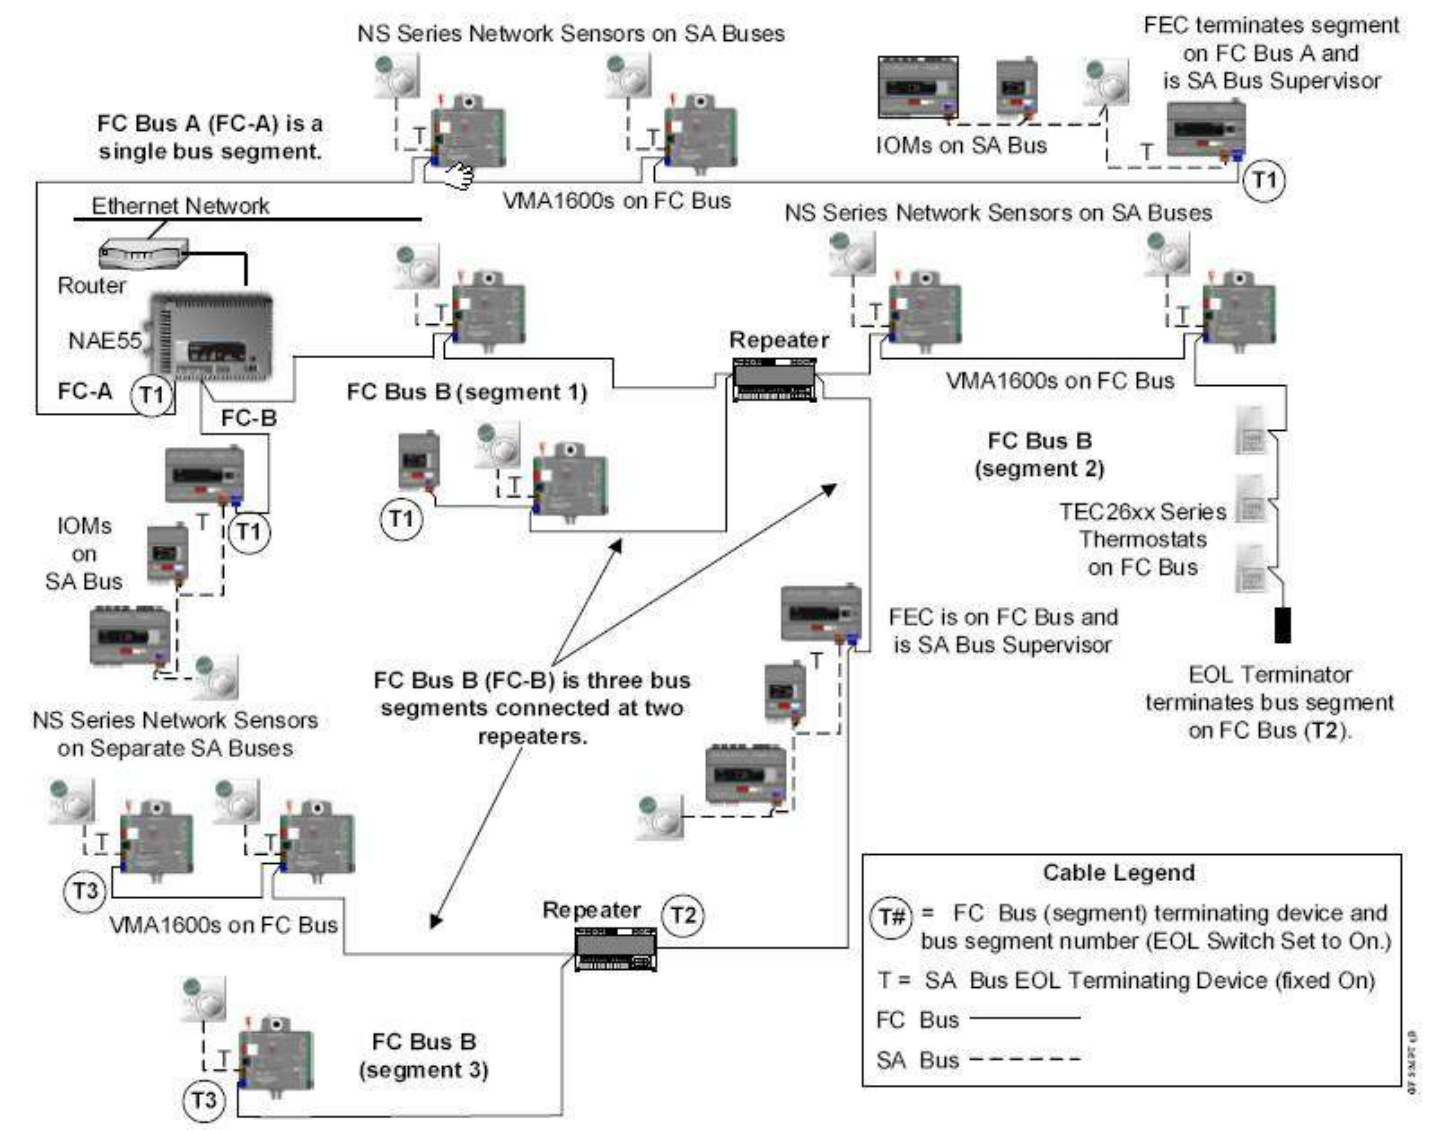 NS Series Network Sensors on SA Buses
FEC terminates segment
on FC Bus A and
is SA Bus Supervisor
FC Bus A (FC-A) is a
single bus segment.
T
T
IOMs on SA Bus
T
T1
VMA1600s on FC Bus
Ethernet Network
NS Series Network Sensors on SA Buses
Router
NAE55
T
T
T
Repeater
FC-A
T1
FC-B
FC Bus B (segment 1)
VMA1600s on FC Bus
FC Bus B
(segment 2)
T
T1
T
T1
IOMs
on
SA Bus
TEC26xx Series
Thermostats
on FC Bus
FEC is on FC Bus and
is SA Bus Supervisor
T
FC Bus B (FC-B) is three bus
segments connected at two
repeaters.
EOL Terminator
terminates bus segment
on FC Bus (T2).
NS Series Network Sensors
on Separate SA Buses
T
T
T3
VMA1600s on FC Bus
Repeater
T2
T
T3
FC Bus B
(segment 3)
Cable Legend
T# = FC Bus (segment) terminating device and
bus segment number (EOL Switch Set to On.)
T = SA Bus EOL Terminating Device (fixed On)
FC Bus
SA Bus